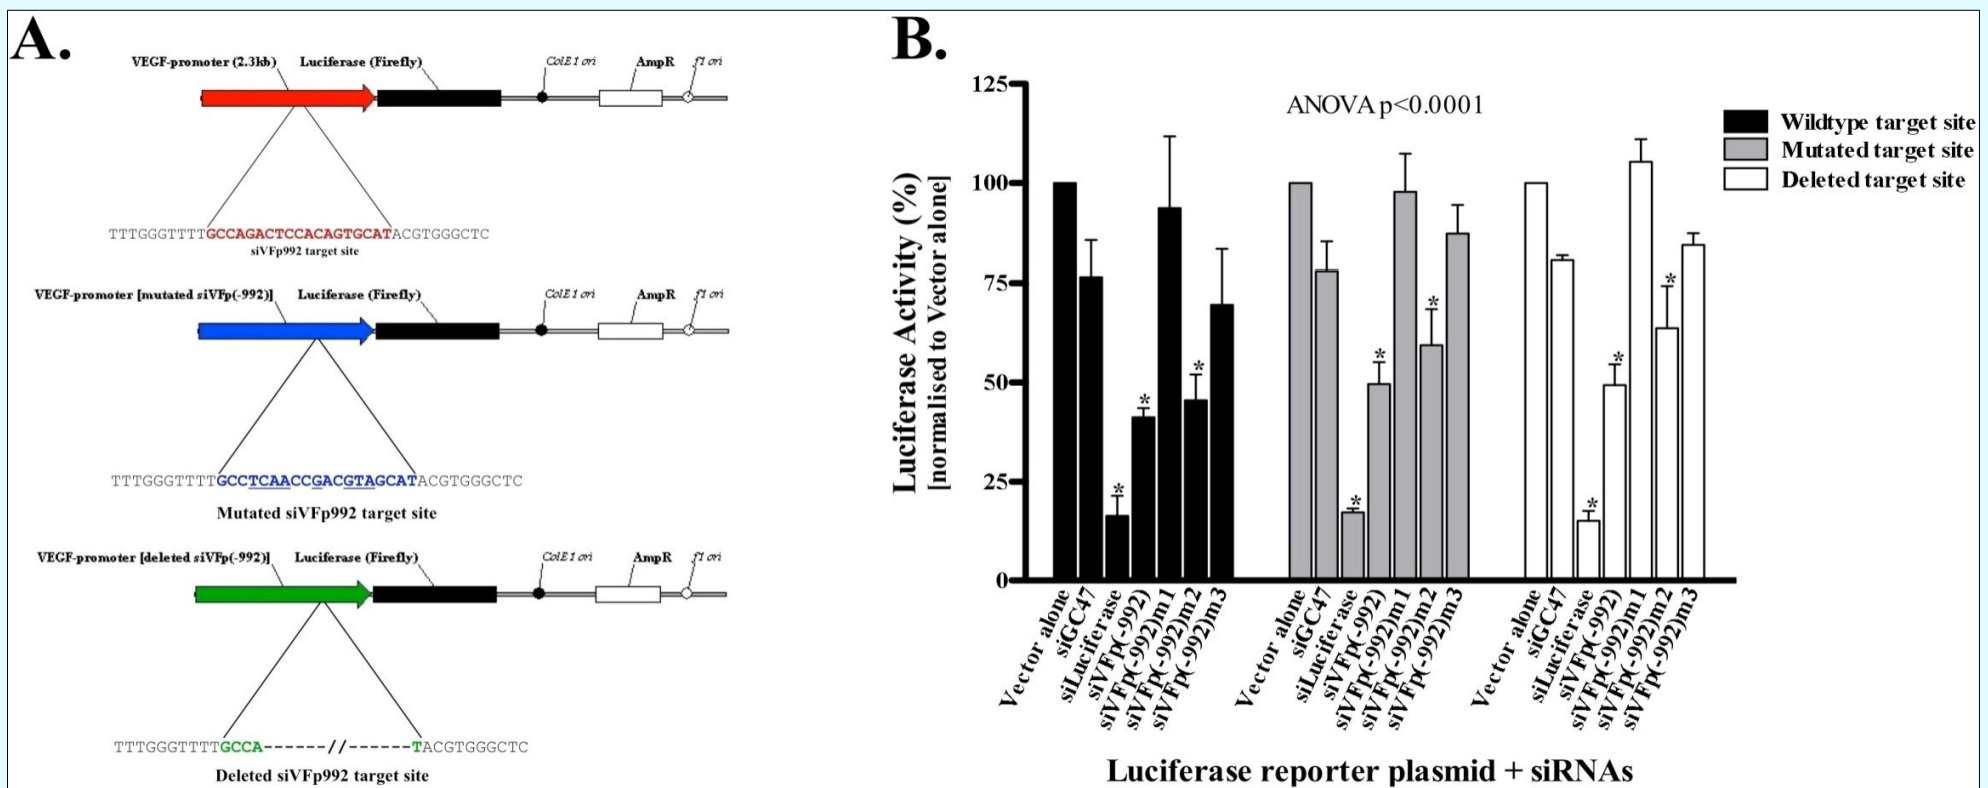 A.
VEGF-promoter (2.3kb) Luciferase (Firefly) ColE1 ori AmpR f1 ori
TTTGGGTTTTGCCAGACTCCACAGTGCATACGTGGGCTC
siVFp992 target site
VEGF-promoter [mutated siVFp(-992)] Luciferase (Firefly) ColE1 ori AmpR f1 ori
TTTGGGTTTTGCCTCAACCGACGTAGCATACGTGGGCTC
Mutated siVFp992 target site
VEGF-promoter [deleted siVFp(-992)] Luciferase (Firefly) ColE1 ori AmpR f1 ori
TTTGGGTTTTGCCA------//------TACGTGGGCTC
Deleted siVFp992 target site
B.
ANOVA p<0.0001
Wildtype target site
Mutated target site
Deleted target site
Luciferase Activity (%)
[normalised to Vector alone]
125
100
75
50
25
0
* * *
* * *
* * *
Vector alone
siGC47
siLuciferase
siVFp(-992)
siVFp(-992)m1
siVFp(-992)m2
siVFp(-992)m3
Vector alone
siGC47
siLuciferase
siVFp(-992)
siVFp(-992)m1
siVFp(-992)m2
siVFp(-992)m3
Vector alone
siGC47
siLuciferase
siVFp(-992)
siVFp(-992)m1
siVFp(-992)m2
siVFp(-992)m3
Luciferase reporter plasmid + siRNAs